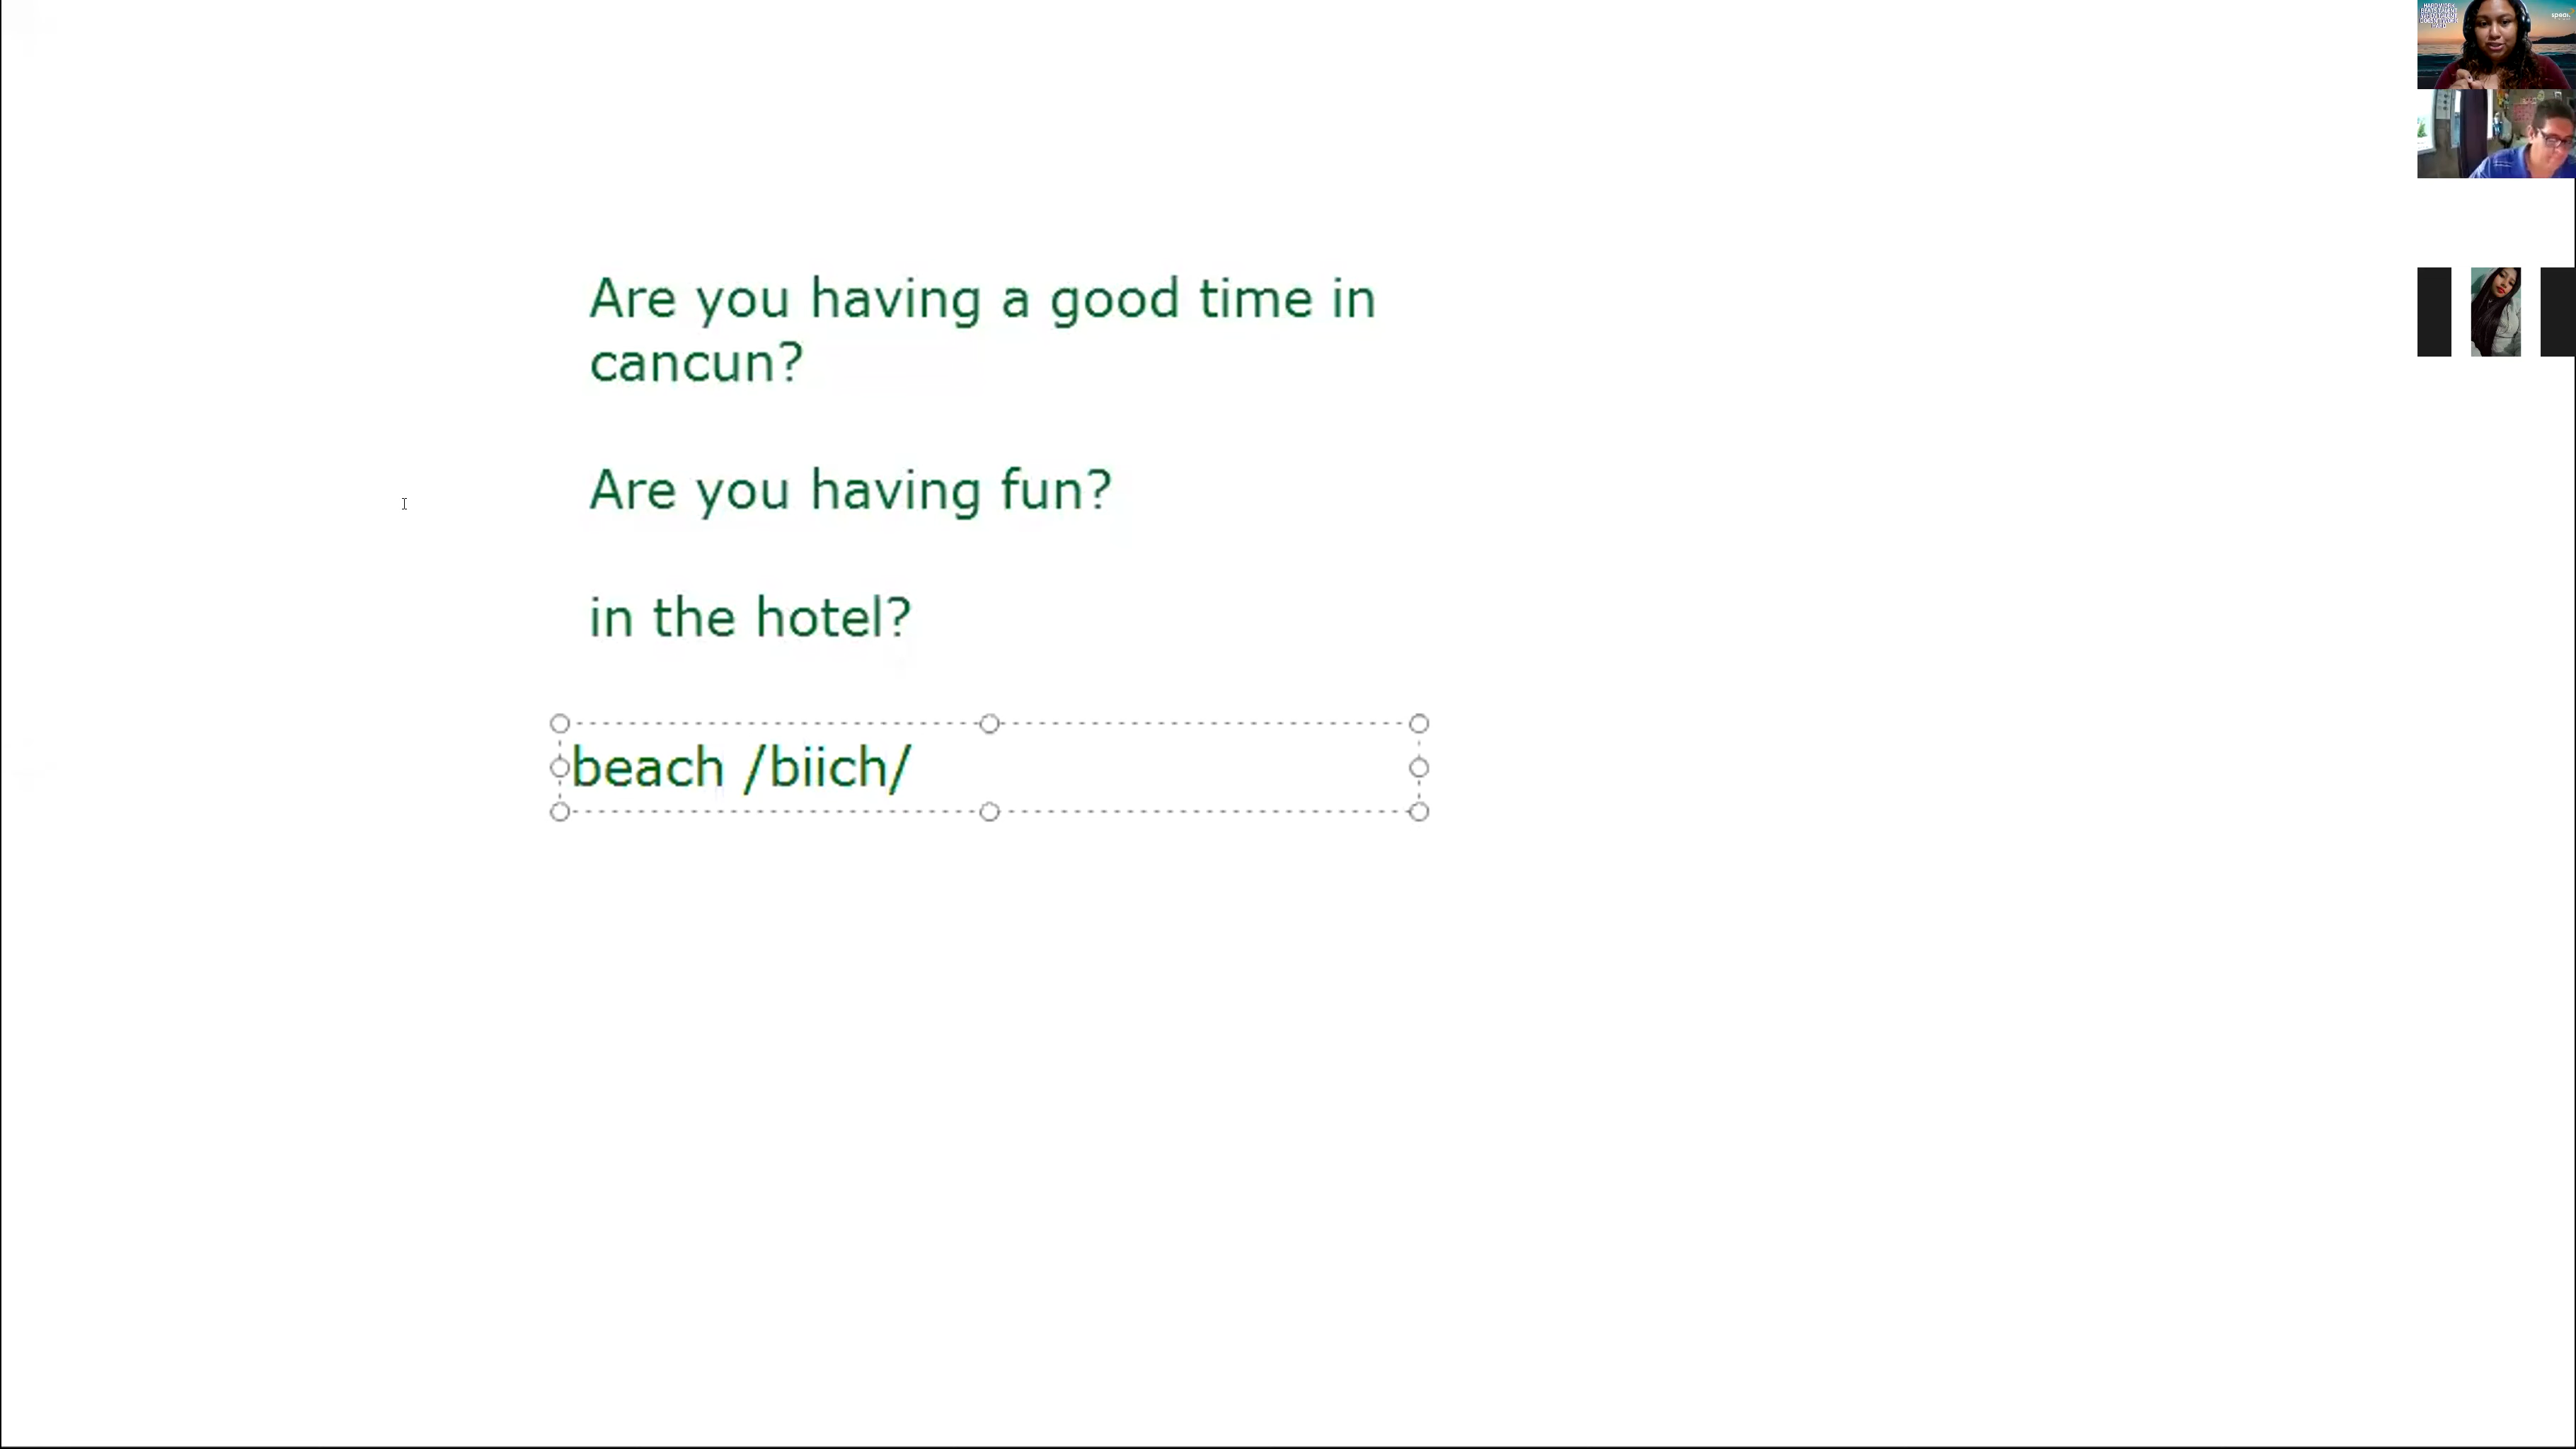 Are you having a good time in
cancun?
Are you having fun?
in the hotel?
beach /biich/